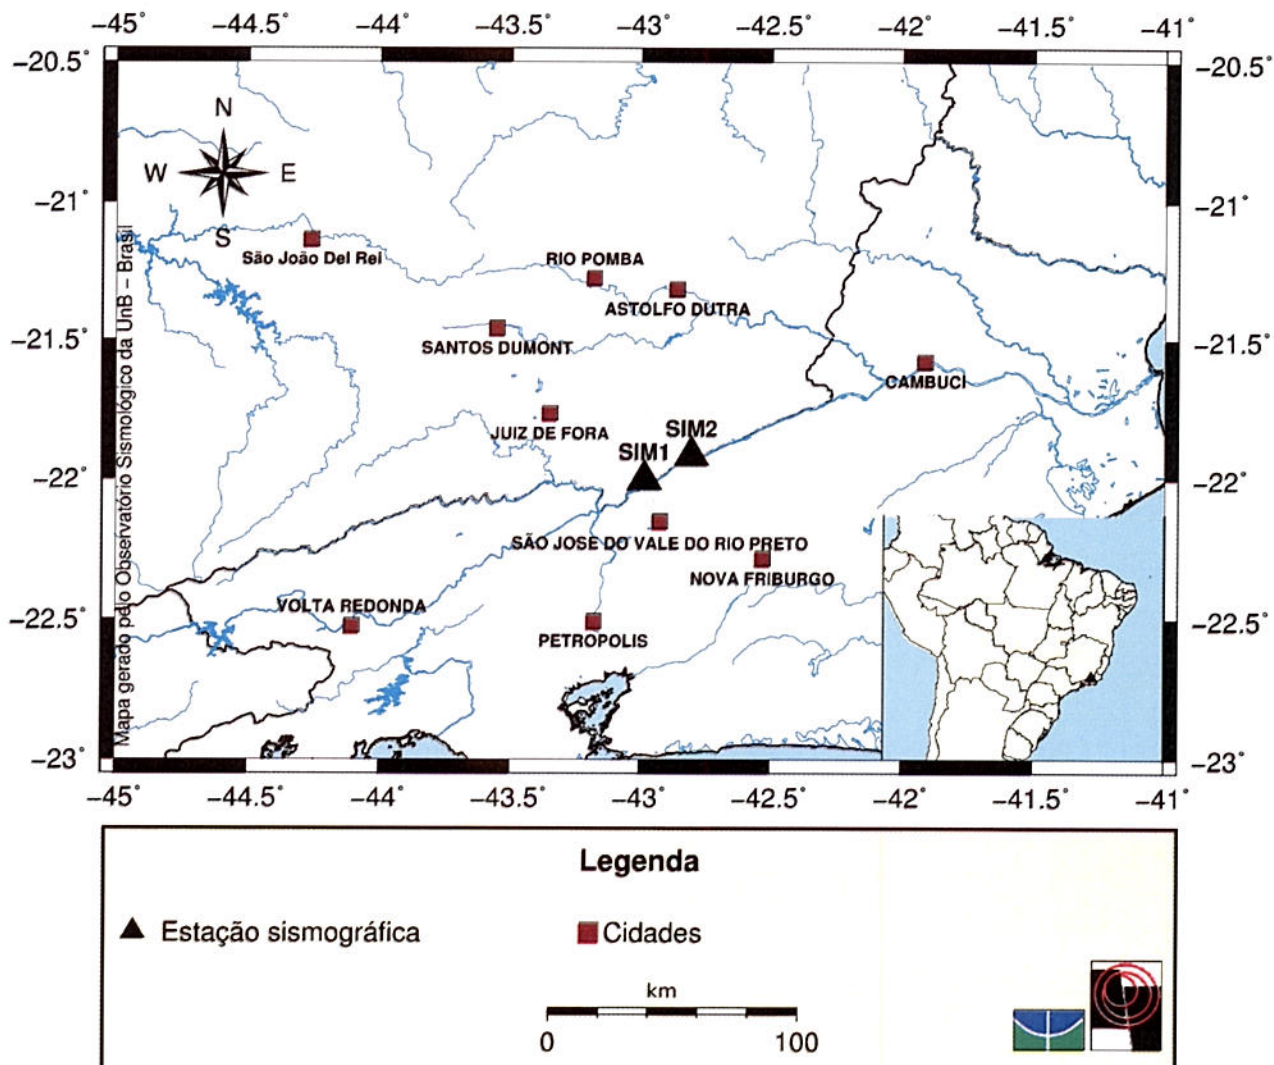 −45° −44.5° −44° −43.5° −43° −42.5° −42° −41.5° −41°
−20.5° −20.5°
N
W E
S
−21° −21°
São João Del Rei
RIO POMBA
ASTOLFO DUTRA
−21.5° −21.5°
SANTOS DUMONT
CAMBUCI
JUIZ DE FORA
SIM2
SIM1
−22° −22°
SÃO JOSE DO VALE DO RIO PRETO
NOVA FRIBURGO
VOLTA REDONDA
−22.5° −22.5°
PETROPOLIS
−23° −23°
Mapa gerado pelo Observatório Sismológico da UnB − Brasil
−45° −44.5° −44° −43.5° −43° −42.5° −42° −41.5° −41°
Legenda
Estação sismográfica Cidades
km
0 100